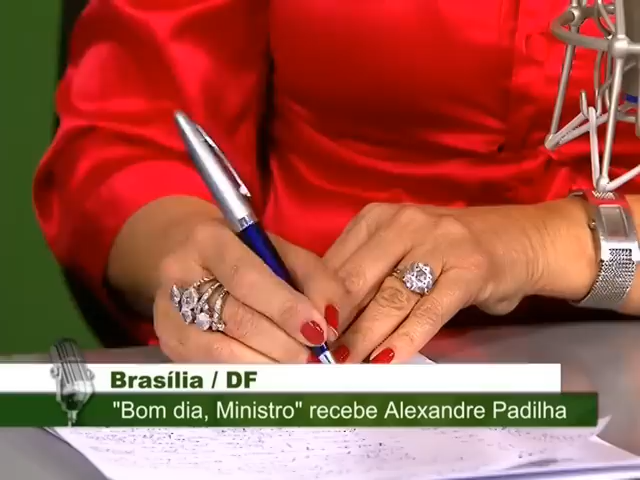 Brasília / DF
"Bom dia, Ministro" recebe Alexandre Padilha